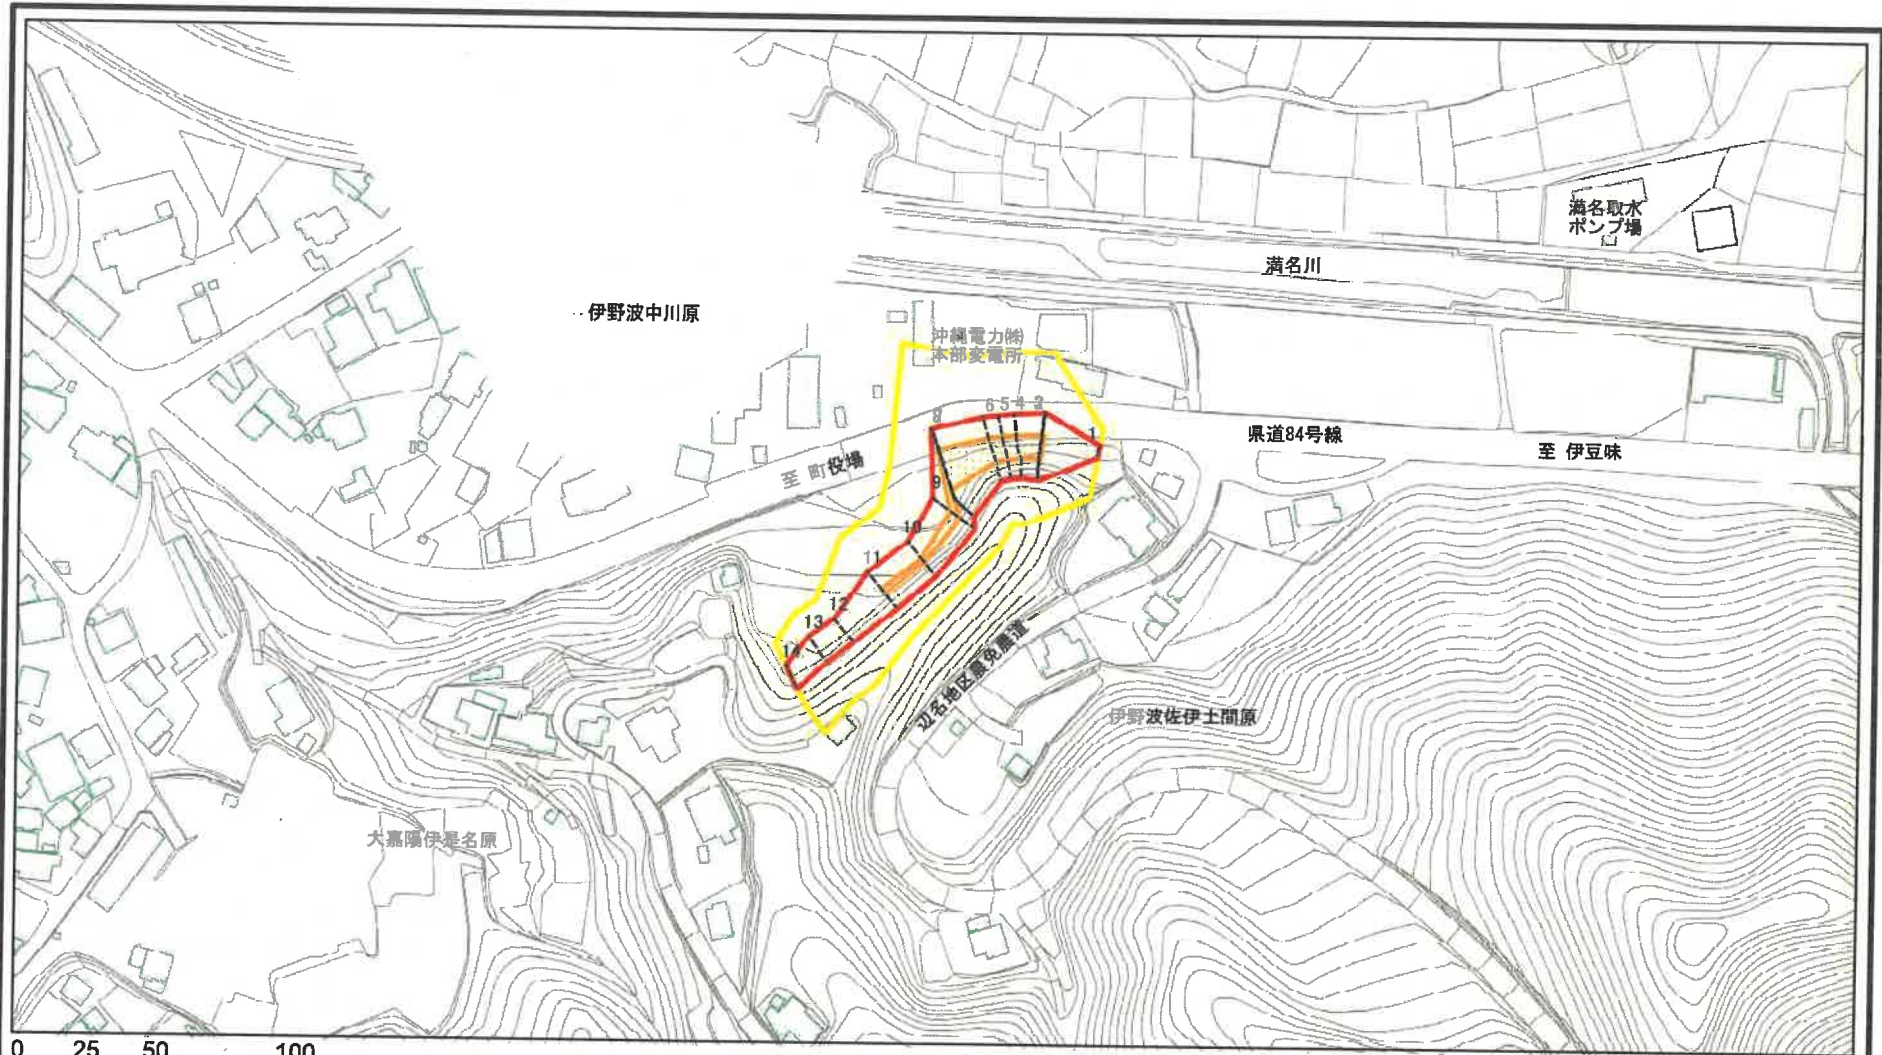 満名取水
ポンプ場
満名川
伊野波中川原
沖縄電力㈱
本部変電所
県道84号線
至 伊豆味
至 町役場
8
6
5
4
2
1
9
10
11
12
13
14
辺名地区農免農道
伊野波佐伊土間原
大嘉陽伊是名原
0 25 50 100